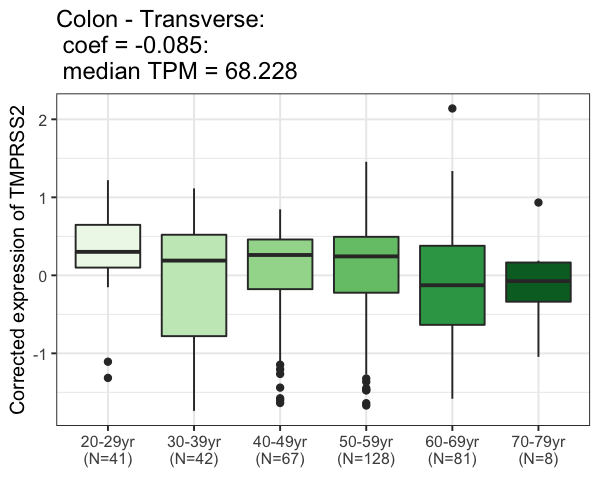 Colon - Transverse:
coef = -0.085:
median TPM = 68.228
Corrected expression of TMPRSS2
2
1
0
-1
20-29yr 30-39yr 40-49yr 50-59yr 60-69yr 70-79yr
(N=41) (N=42) (N=67) (N=128) (N=81) (N=8)